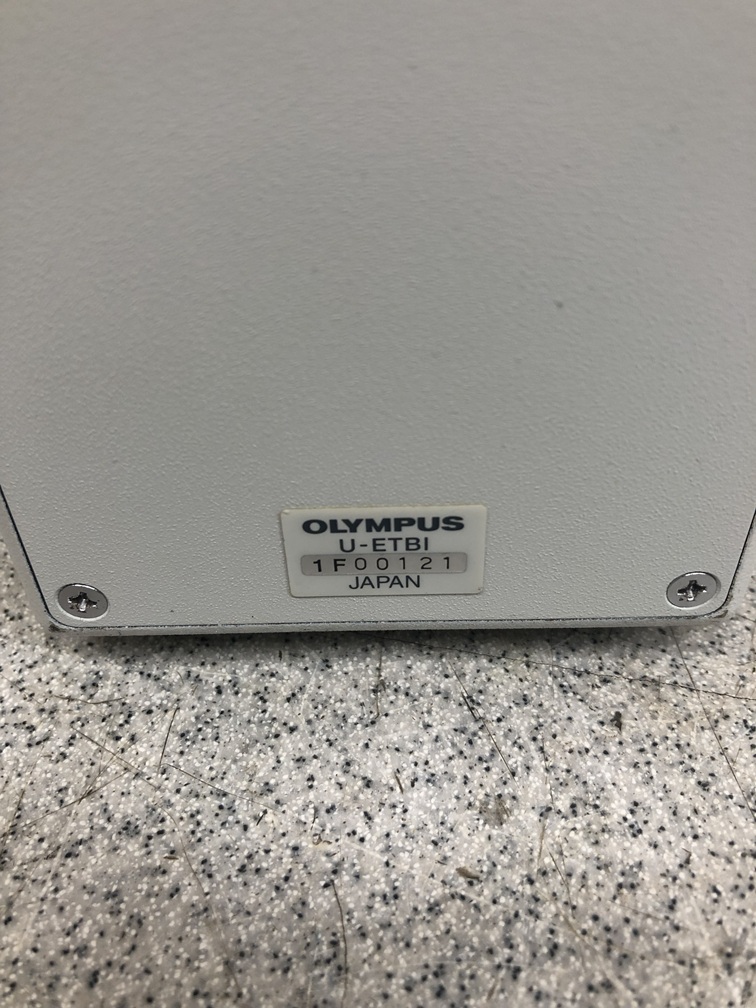 OLYMPUS
U-ETBI
1F00121
JAPAN